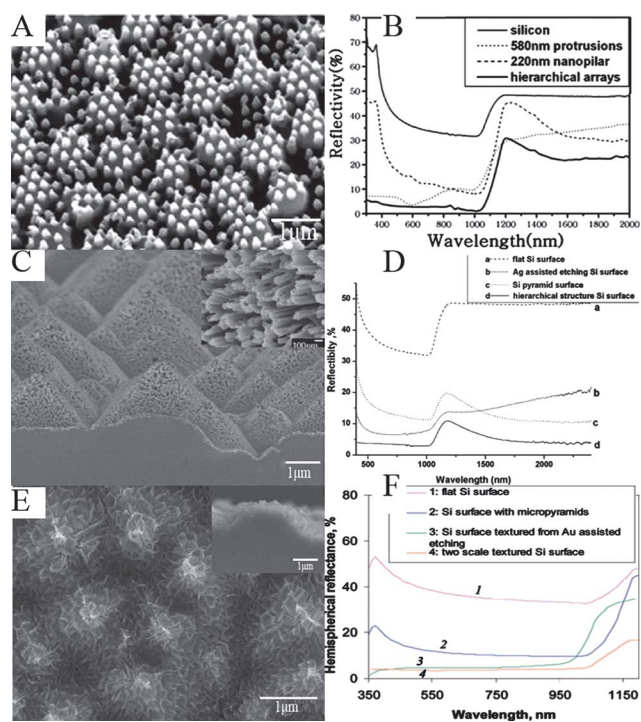 A
1μm
B
silicon
580nm protrusions
220nm nanopilar
hierarchical arrays
Reflectivity(%)
80
70
60
50
40
30
20
10
0
400 600 800 1000 1200 1400 1600 1800 2000
Wavelength(nm)
C
100nm
1μm
D
a flat Si surface
b Ag assisted etching Si surface
c Si pyramid surface
d hierarchical structure Si surface
Reflectibity ,%
50
40
30
20
10
0
a
b
c
d
500 1000 1500 2000
Wavelength (nm)
E
1μm
1μm
F
1: flat Si surface
2: Si surface with micropyramids
3: Si surface textured from Au assisted
etching
4: two scale textured Si surface
Hemispherical reflectance, %
80
60
40
20
0
1
2
3
4
350 550 750 950 1150
Wavelength, nm